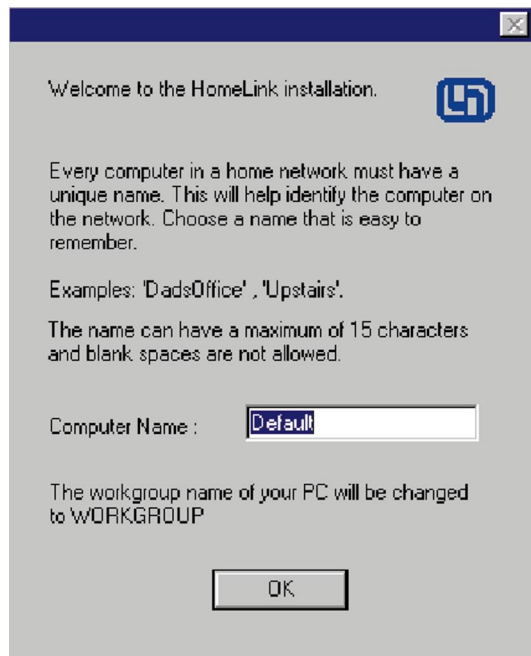 Welcome to the HomeLink installation.
Every computer in a home network must have a
unique name. This will help identify the computer on
the network. Choose a name that is easy to
remember.
Examples: 'DadsOffice' , 'Upstairs'.
The name can have a maximum of 15 characters
and blank spaces are not allowed.
Computer Name :
Default
The workgroup name of your PC will be changed
to WORKGROUP
OK